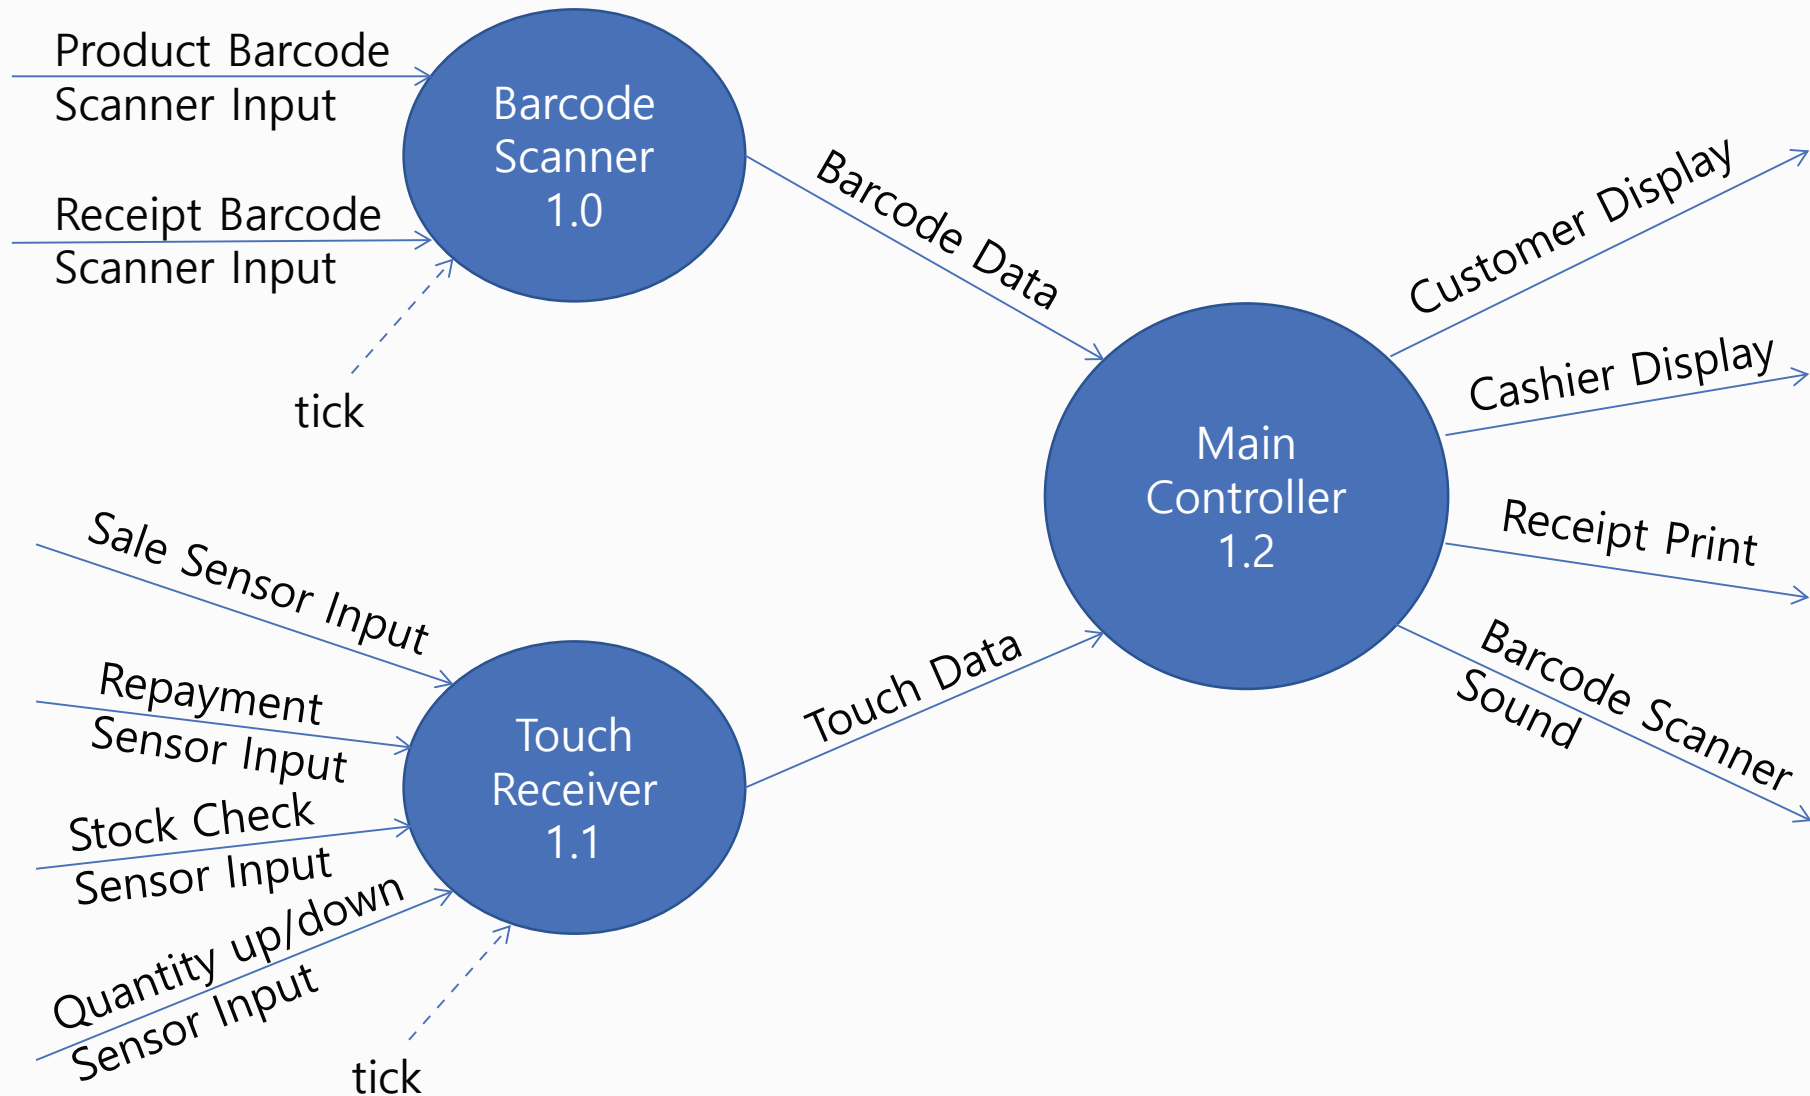 Product Barcode
Scanner Input
Receipt Barcode
Scanner Input
tick
Barcode
Scanner
1.0
Barcode Data
Sale Sensor Input
Repayment
Sensor Input
Stock Check
Sensor Input
Quantity up/down
Sensor Input
tick
Touch
Receiver
1.1
Touch Data
Main
Controller
1.2
Customer Display
Cashier Display
Receipt Print
Barcode Scanner
Sound